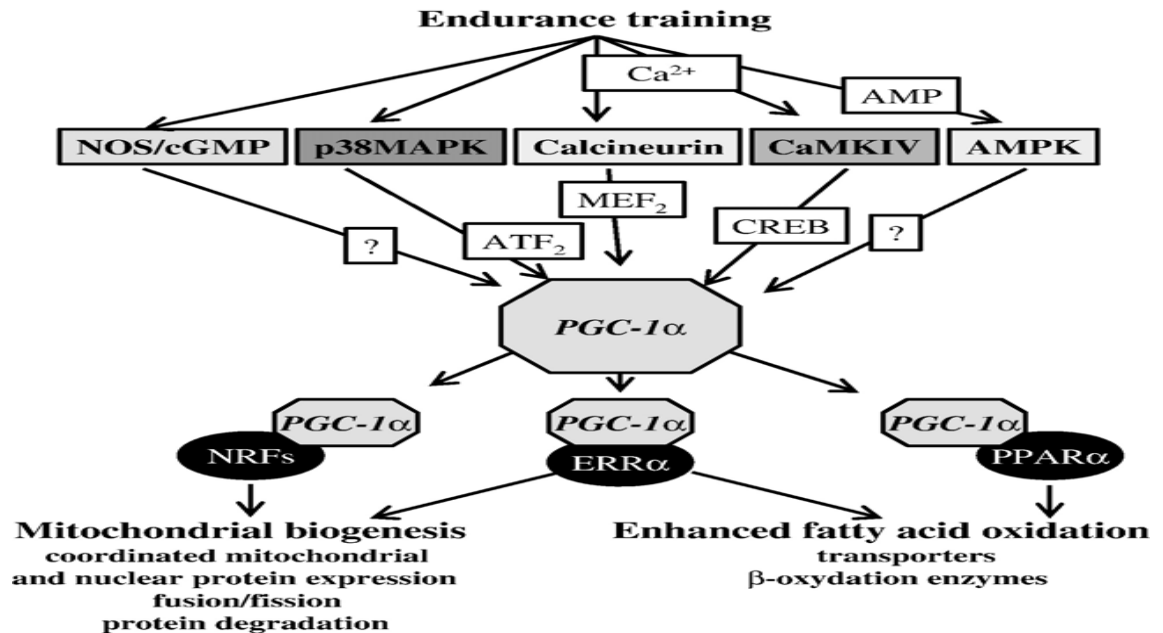 Endurance training
Ca²⁺
AMP
NOS/cGMP p38MAPK Calcineurin CaMKIV AMPK
MEF₂
CREB
?
? ATF₂
PGC-1α
PGC-1α PGC-1α PGC-1α
NRFs ERRα PPARα
Mitochondrial biogenesis
coordinated mitochondrial
and nuclear protein expression
fusion/fission
protein degradation
Enhanced fatty acid oxidation
transporters
β-oxydation enzymes